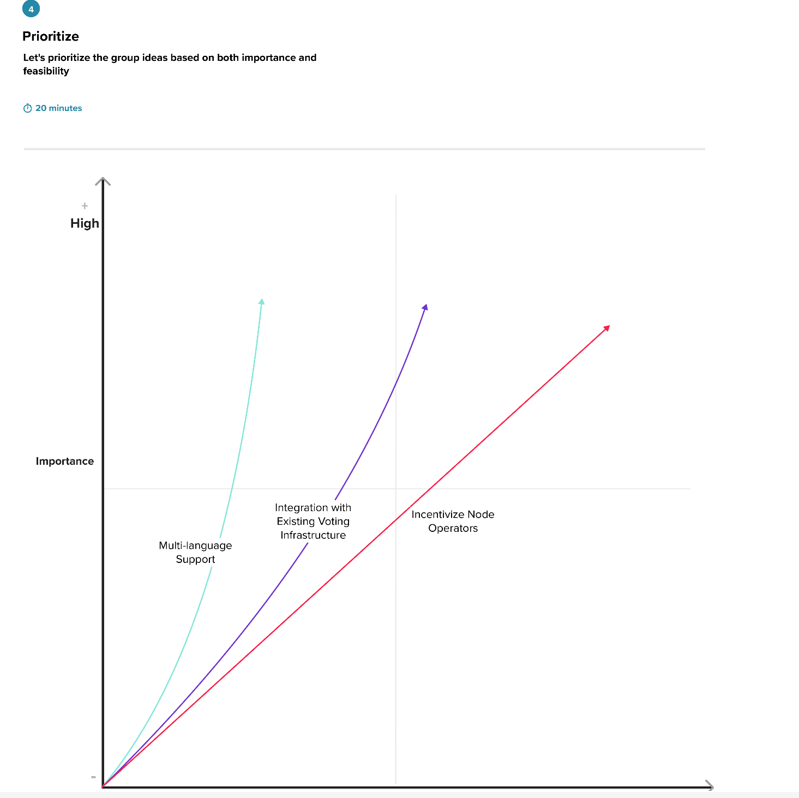 4
Prioritize
Let's prioritize the group ideas based on both importance and
feasibility
20 minutes
+
High
Importance
Integration with
Existing Voting
Infrastructure
Incentivize Node
Operators
Multi-language
Support
-